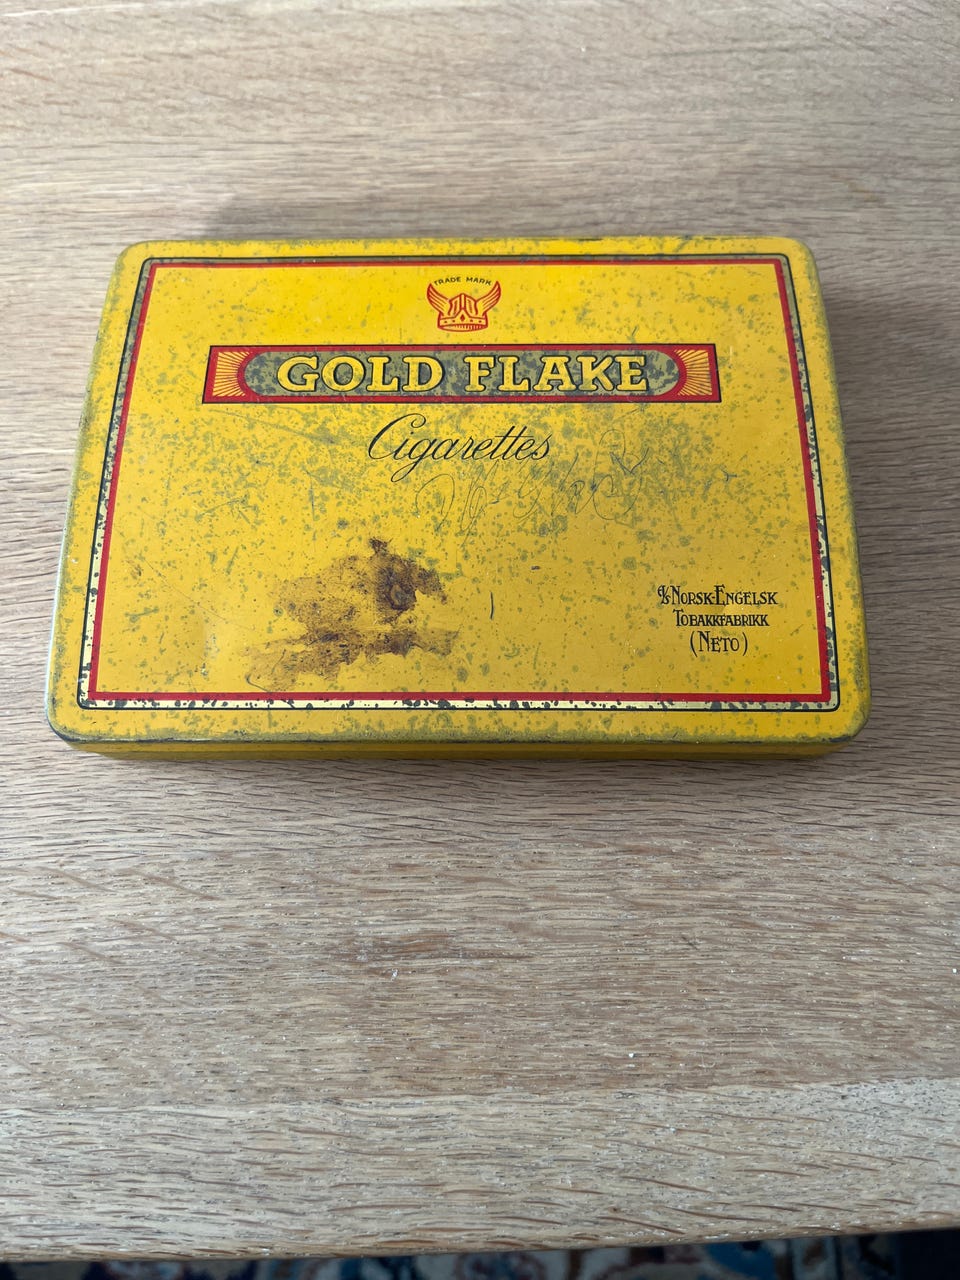 TRADE MARK
GOLD FLAKE
Cigarettes
A/S NORSK-ENGELSK
TOBAKKFABRIKK
(NETO)